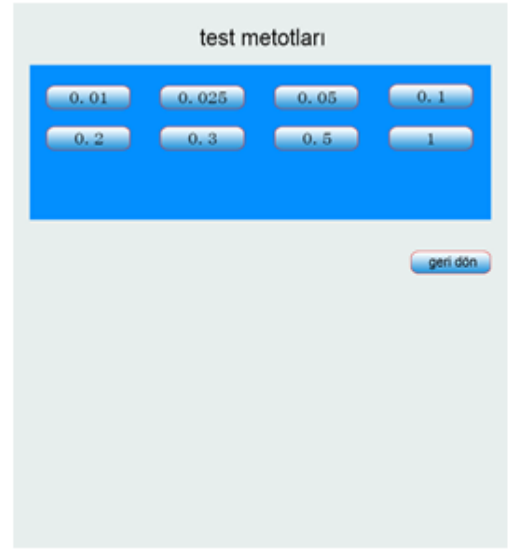 test metotları
0. 01 0. 025 0. 05 0. 1
0. 2 0. 3 0. 5 1
geri dön